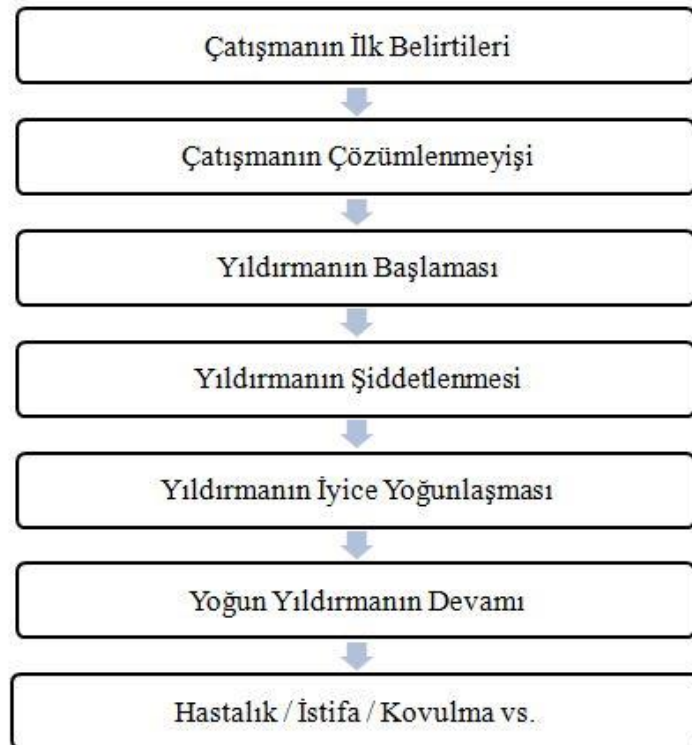 Çatışmanın İlk Belirtileri
Çatışmanın Çözümlenmeyişi
Yıldırmanın Başlaması
Yıldırmanın Şiddetlenmesi
Yıldırmanın İyice Yoğunlaşması
Yoğun Yıldırmanın Devamı
Hastalık / İstifa / Kovulma vs.